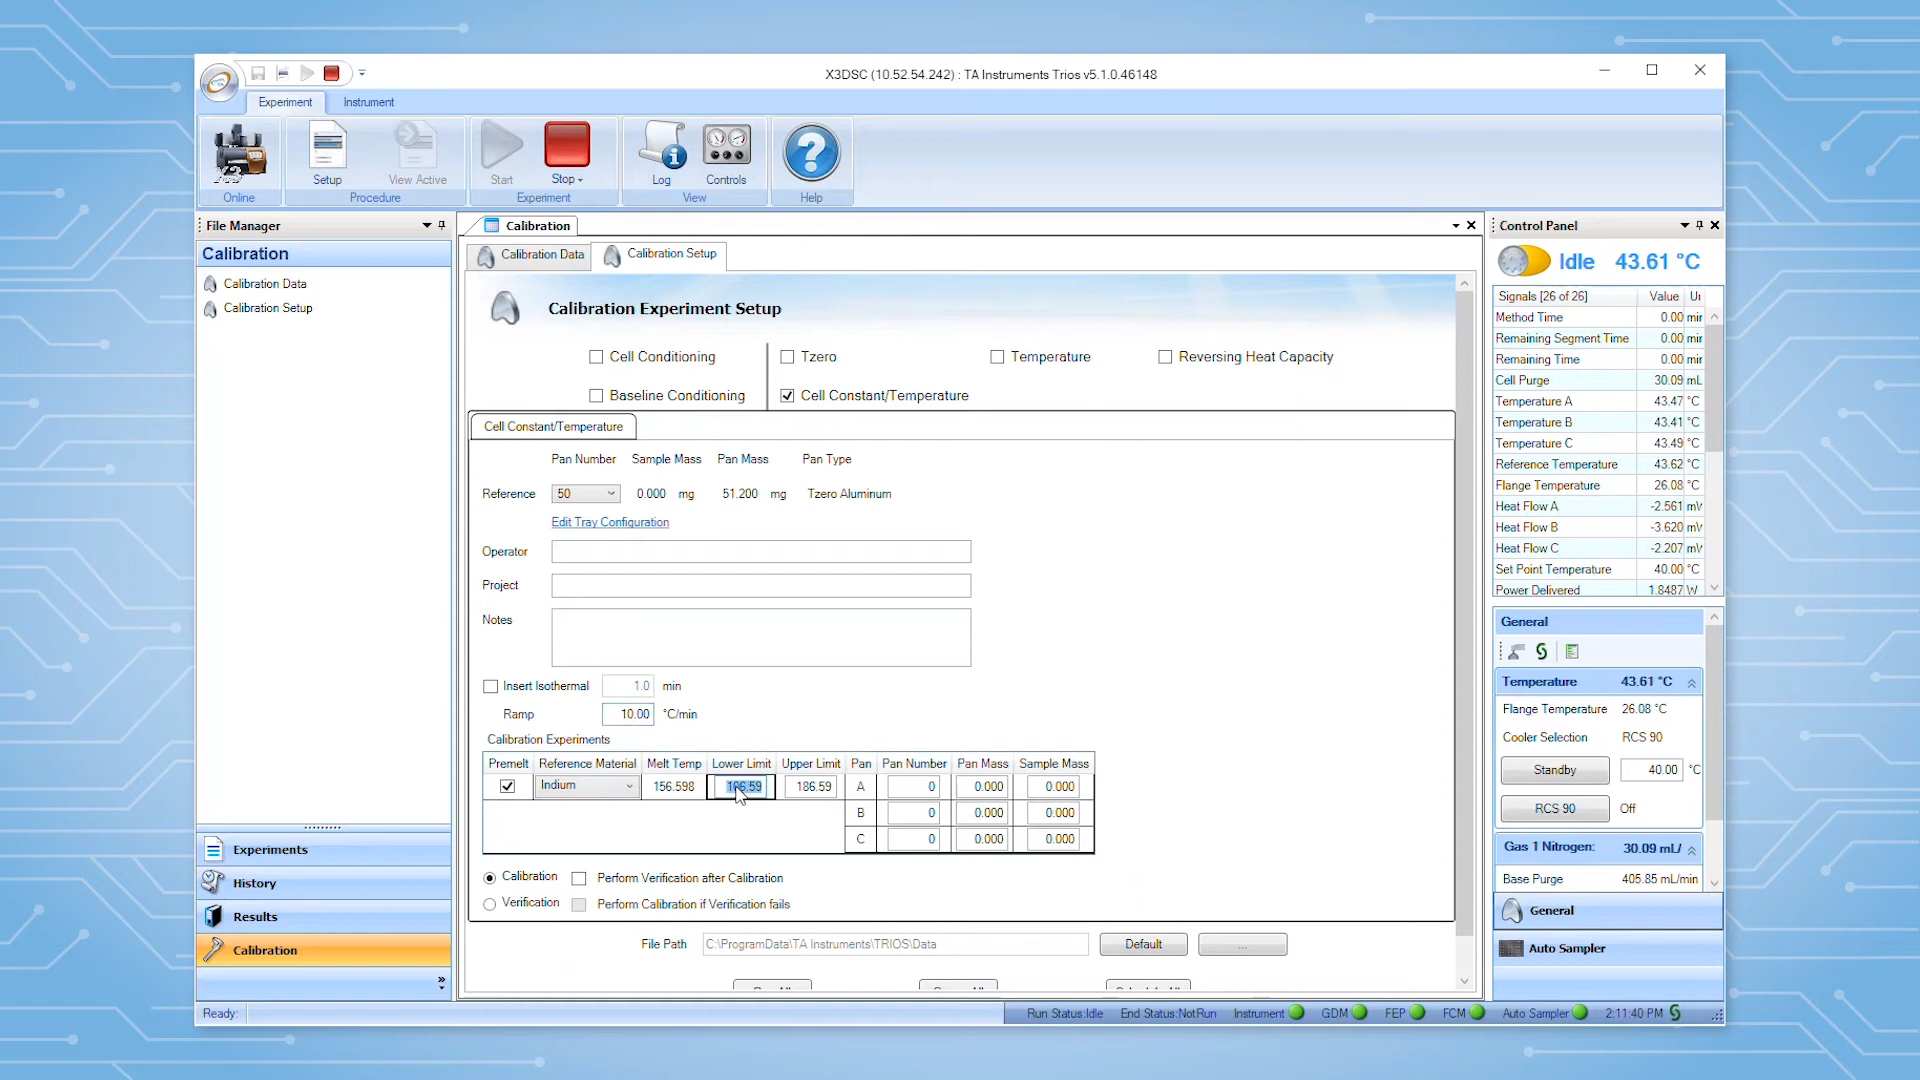 X3DSC (10.52.54.242) : TA Instruments Trios v5.1.0.46148
Experiment
Instrument
Setup
View Active
Start
Stop
Log
Controls
Online
Procedure
Experiment
View
Help
File Manager
Calibration
Calibration Data
Calibration Setup
Experiments
History
Results
Calibration
Calibration
Calibration Data
Calibration Setup
Calibration Experiment Setup
Cell Conditioning
Tzero
Temperature
Reversing Heat Capacity
Baseline Conditioning
Cell Constant/Temperature
Cell Constant/Temperature
Pan Number Sample Mass Pan Mass Pan Type
Reference 50 0.000 mg 51.200 mg Tzero Aluminum
Edit Tray Configuration
Operator
Project
Notes
Insert Isothermal 1.0 min
Ramp 10.00 °C/min
Calibration Experiments
Premelt Reference Material Melt Temp Lower Limit Upper Limit Pan Pan Number Pan Mass Sample Mass
Indium 156.598 186.59 A 0 0.000 0.000
B 0 0.000 0.000
C 0 0.000 0.000
Calibration Perform Verification after Calibration
Verification Perform Calibration if Verification fails
File Path C:\ProgramData\TA Instruments\TRIOS\Data Default ...
Control Panel
Idle 43.61 °C
Signals [26 of 26] Value
Method Time 0.00
Remaining Segment Time 0.00
Remaining Time 0.00
Cell Purge 30.09 mL
Temperature A 43.47 °C
Temperature B 43.41 °C
Temperature C 43.49 °C
Reference Temperature 43.62 °C
Flange Temperature 26.08 °C
Heat Flow A -2.561
Heat Flow B -3.620
Heat Flow C -2.207
Set Point Temperature 40.00 °C
Power Delivered 1.8487 W
General
Temperature 43.61 °C
Flange Temperature 26.08 °C
Cooler Selection RCS 90
Standby 40.00 °C
RCS 90 Off
Gas 1 Nitrogen: 30.09 mL/
Base Purge 405.85 mL/min
General
Auto Sampler
Ready:
Run Status:Idle End Status:NotRun Instrument GDM FEP FCM Auto Sampler 2:11:40 PM